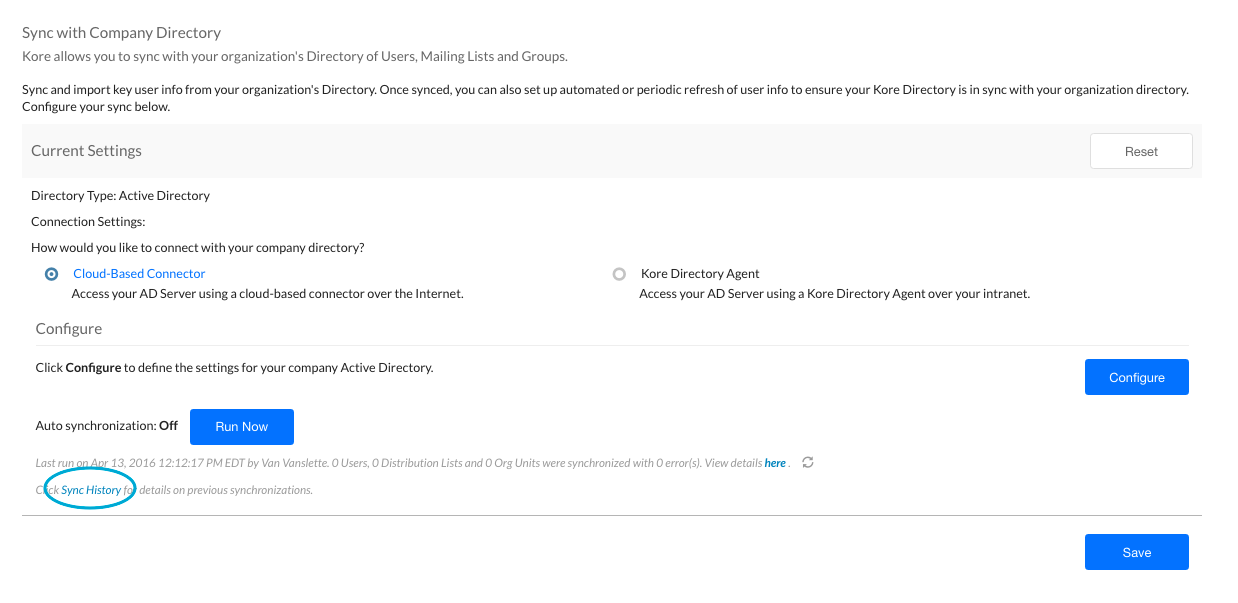 Sync with Company Directory
Kore allows you to sync with your organization's Directory of Users, Mailing Lists and Groups.
Sync and import key user info from your organization's Directory. Once synced, you can also set up automated or periodic refresh of user info to ensure your Kore Directory is in sync with your organization directory.
Configure your sync below.
Current Settings
Reset
Directory Type: Active Directory
Connection Settings:
How would you like to connect with your company directory?
Cloud-Based Connector
Access your AD Server using a cloud-based connector over the Internet.
Kore Directory Agent
Access your AD Server using a Kore Directory Agent over your intranet.
Configure
Click Configure to define the settings for your company Active Directory.
Configure
Auto synchronization: Off
Run Now
Last run on Apr 13, 2016 12:12:17 PM EDT by Van Vanslette. 0 Users, 0 Distribution Lists and 0 Org Units were synchronized with 0 error(s). View details here .
Click Sync History for details on previous synchronizations.
Save